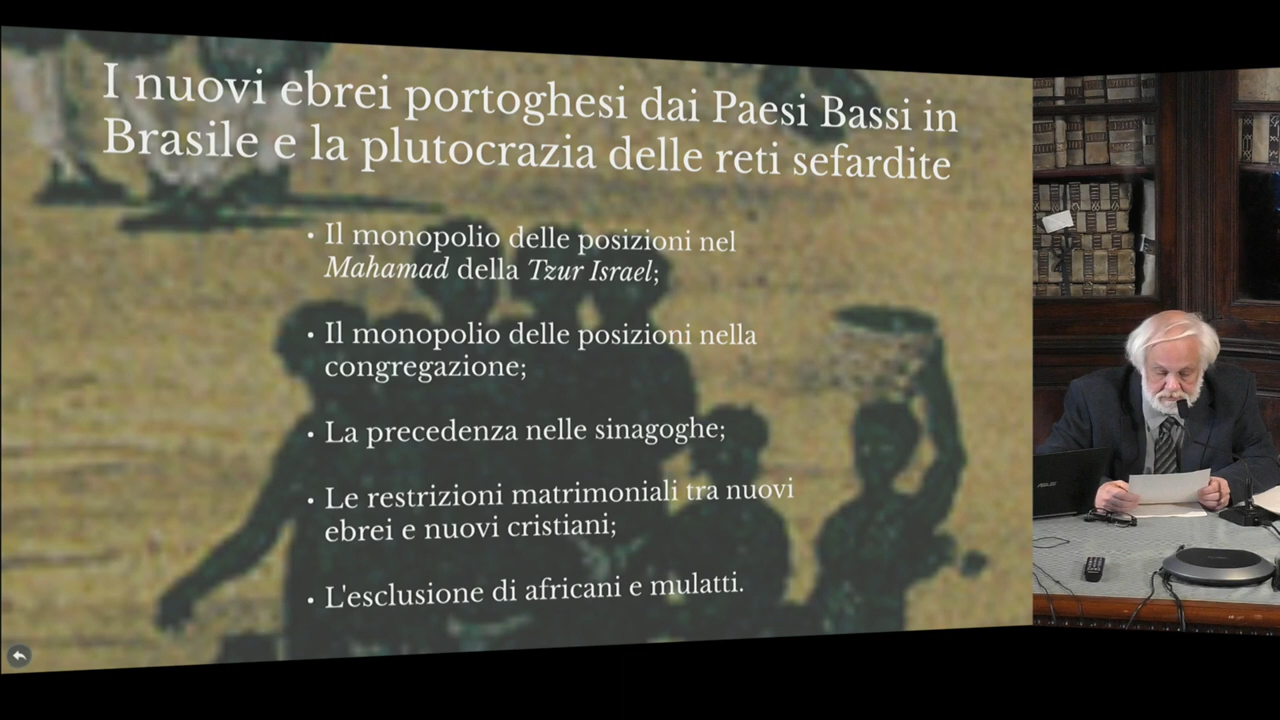 I nuovi ebrei portoghesi dai Paesi Bassi in
Brasile e la plutocrazia delle reti sefardite
• Il monopolio delle posizioni nel
Mahamad della Tzur Israel;
• Il monopolio delle posizioni nella
congregazione;
• La precedenza nelle sinagoghe;
• Le restrizioni matrimoniali tra nuovi
ebrei e nuovi cristiani;
• L'esclusione di africani e mulatti.
ASUS